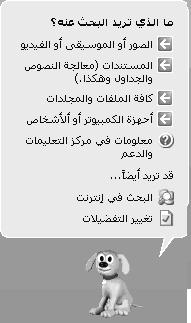 ما الذي تريد البحث عنه؟
الصور أو الموسيقى أو الفيديو
المستندات (معالجة النصوص
والجداول وهكذا.)
كافة الملفات والمجلدات
أجهزة الكمبيوتر أو ألأشخاص
معلومات في مركز التعليمات
والدعم
قد تريد أيضاً...
البحث في إنترنت
تغيير التفضيلات